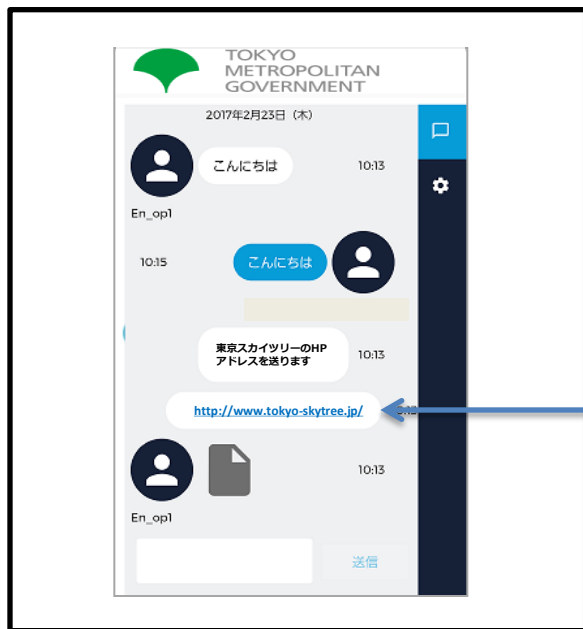 TOKYO
METROPOLITAN
GOVERNMENT
2017年2月23日（木）
こんにちは 10:13
En_op1
10:15 こんにちは
東京スカイツリーのHP
アドレスを送ります
10:13
http://www.tokyo-skytree.jp/
10:13
En_op1
送信